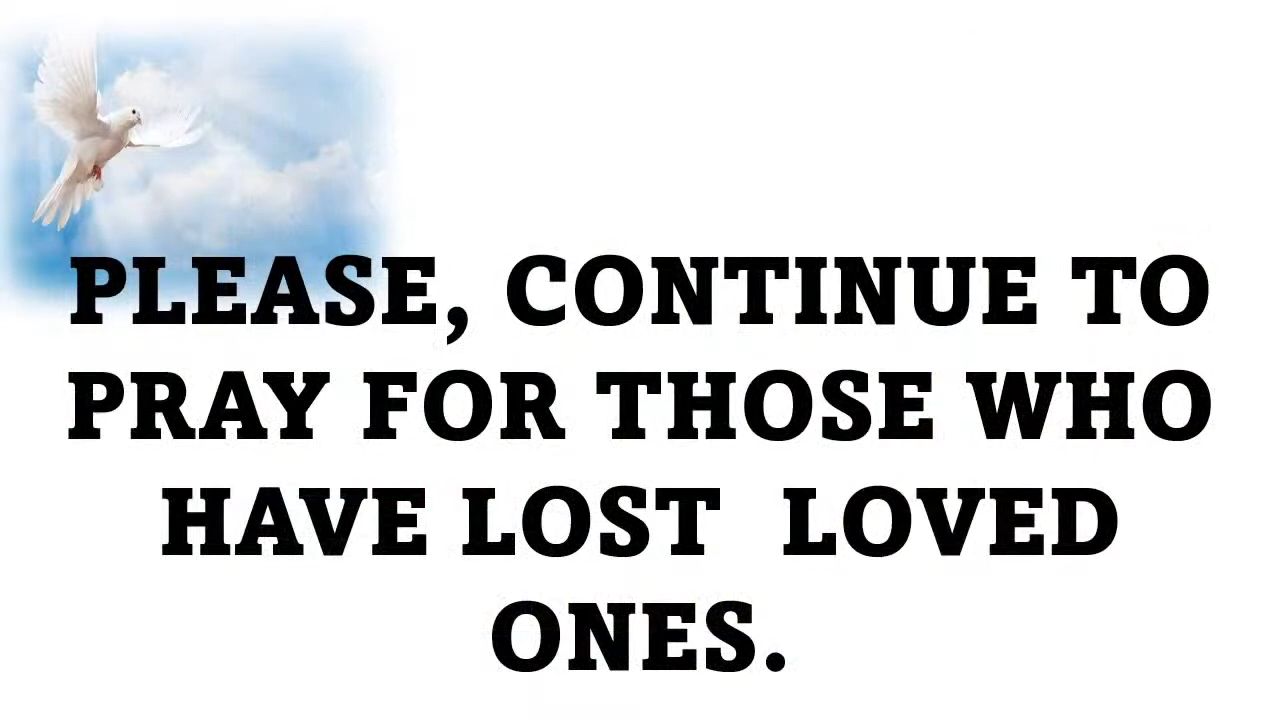 PLEASE, CONTINUE TO
PRAY FOR THOSE WHO
HAVE LOST  LOVED
ONES.